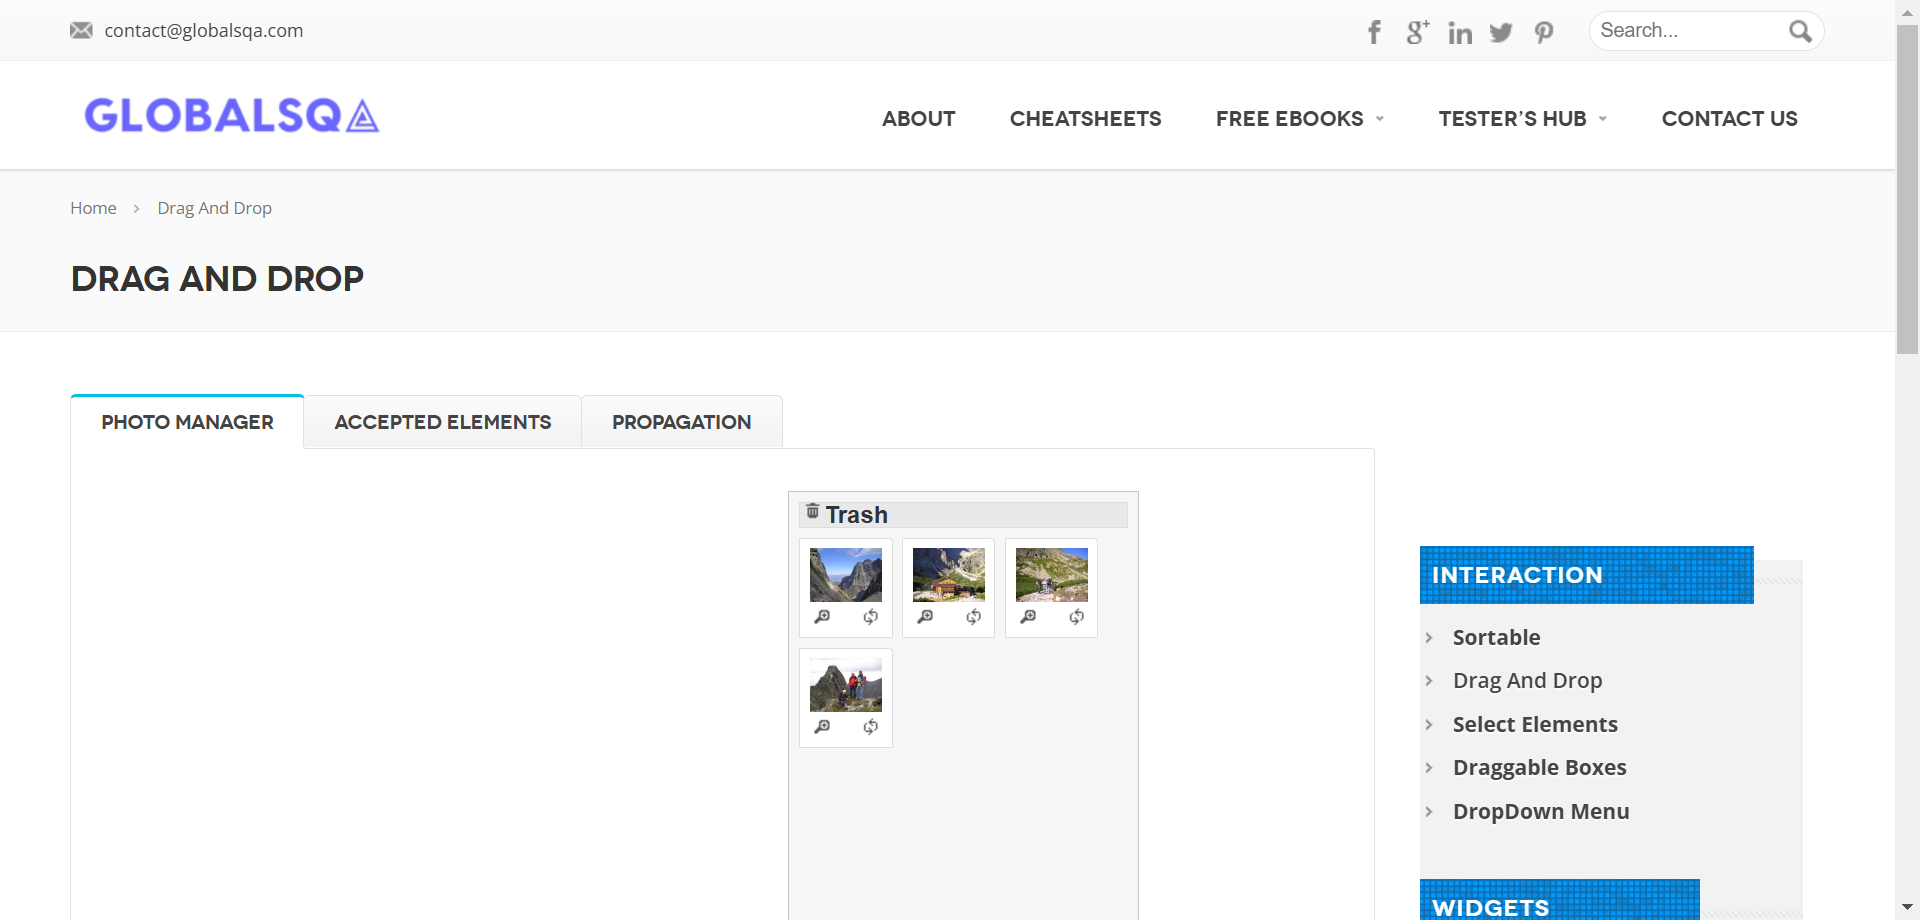 contact@globalsqa.com
Search...
GLOBALSQA
ABOUT
CHEATSHEETS
FREE EBOOKS
TESTER’S HUB
CONTACT US
Home
Drag And Drop
DRAG AND DROP
PHOTO MANAGER
ACCEPTED ELEMENTS
PROPAGATION
Trash
INTERACTION
Sortable
Drag And Drop
Select Elements
Draggable Boxes
DropDown Menu
WIDGETS